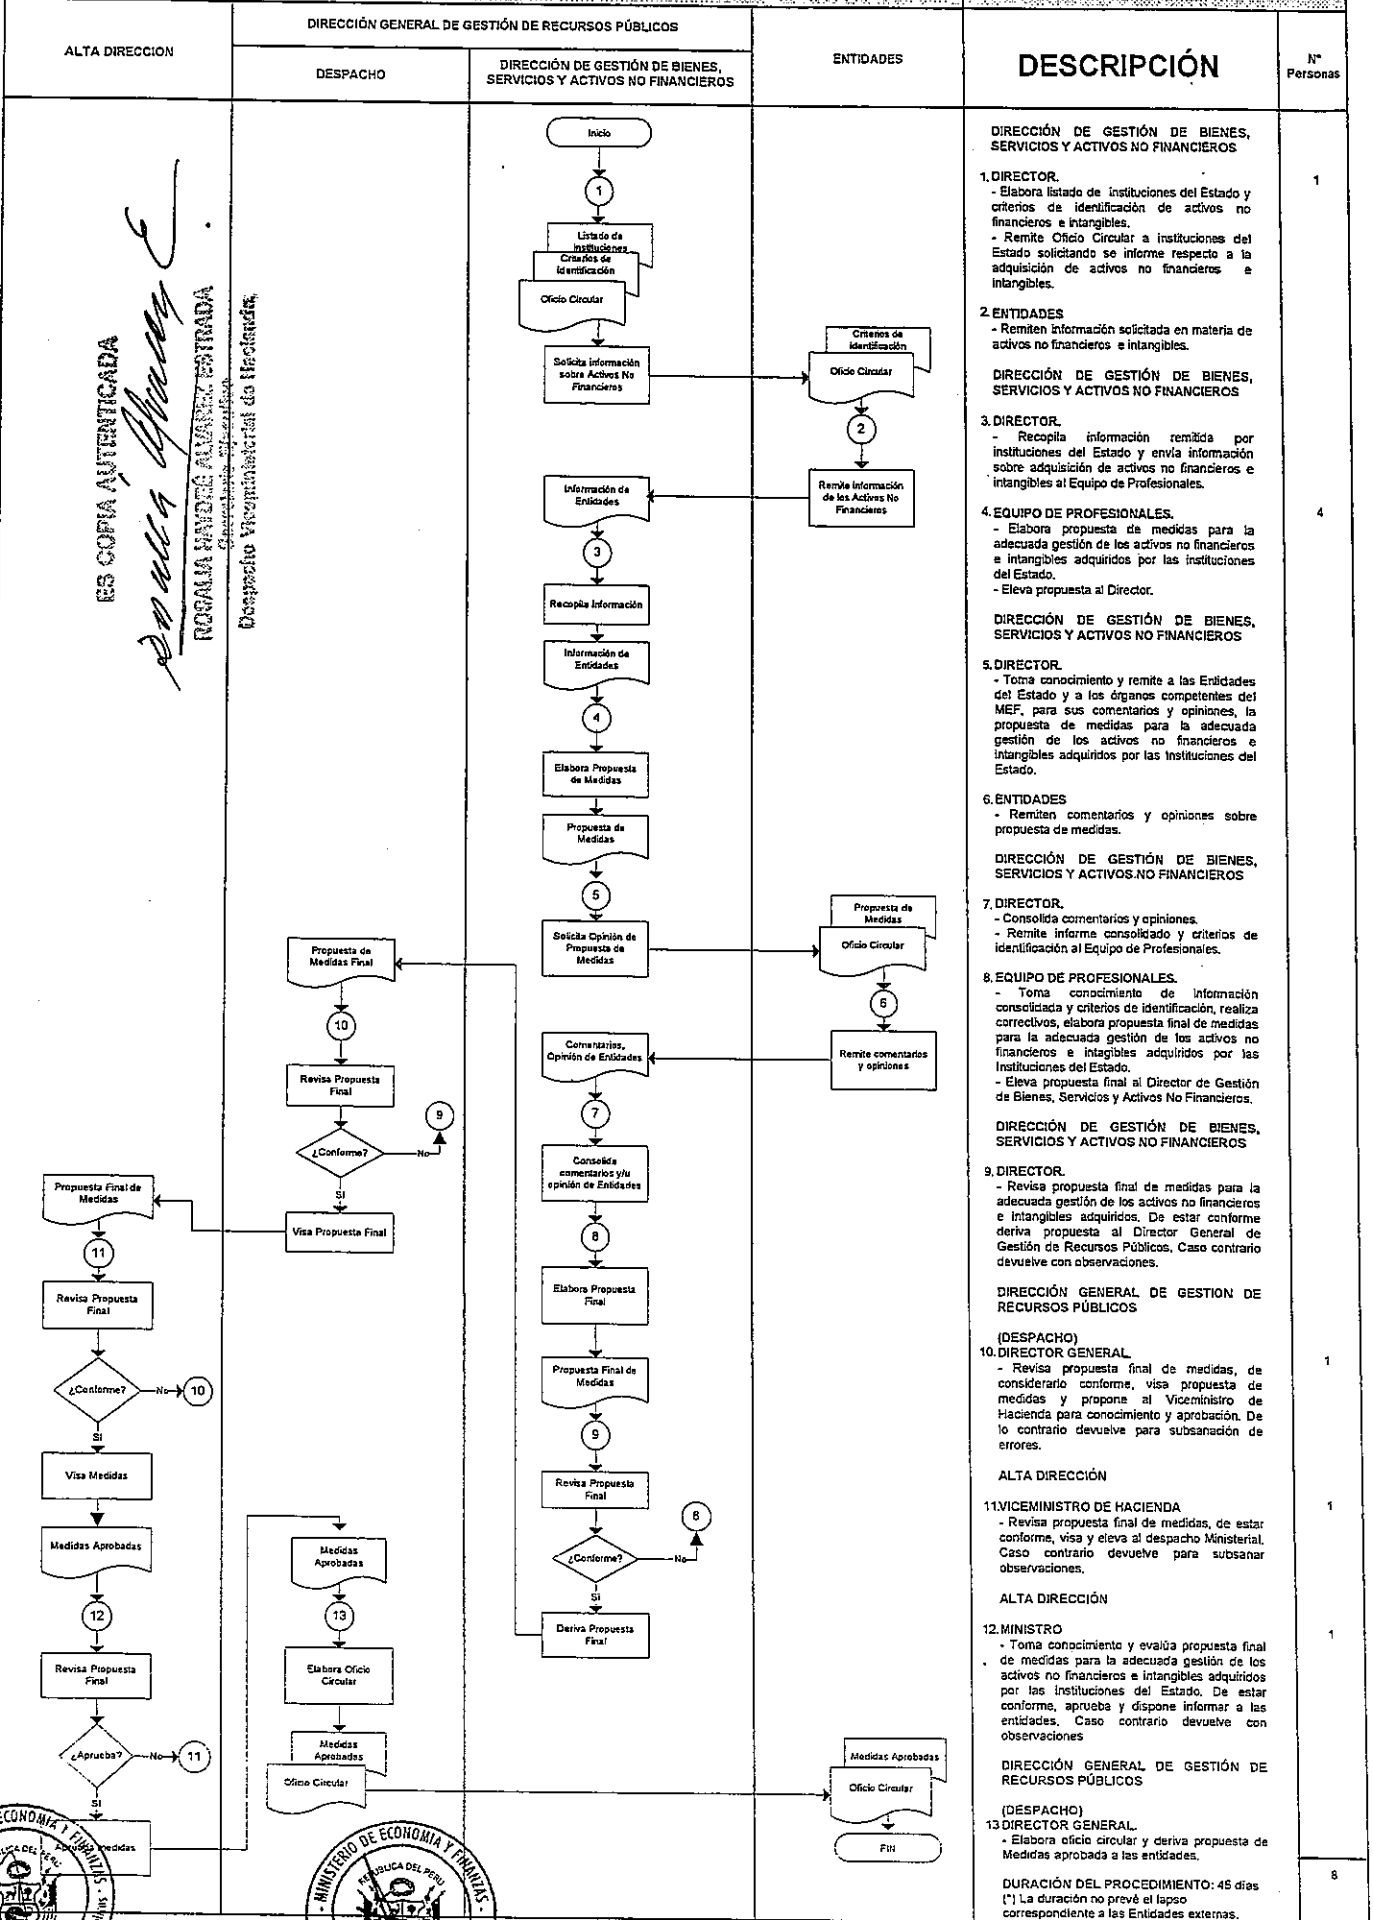 DIRECCIÓN GENERAL DE GESTIÓN DE RECURSOS PÚBLICOS
ALTA DIRECCION
DESPACHO
DIRECCIÓN DE GESTIÓN DE BIENES,
SERVICIOS Y ACTIVOS NO FINANCIEROS
ENTIDADES
DESCRIPCIÓN
N°
Personas
ES COPIA AUTENTICADA
ROSALIA HAYDEÉ ALVAREZ ESTRADA
Despacho Viceministerial de Hacienda
Inicio
1
Listado de
Instituciones
Criterios de
Identificación
Oficio Circular
Solicita información
sobre Activos No
Financieros
Criterios de
identificación
Oficio Circular
2
Remite Información
de los Activos No
Financieros
Información de
Entidades
3
Recopila Información
Información de
Entidades
4
Elabora Propuesta
de Medidas
Propuesta de
Medidas
5
Solicita Opinión de
Propuesta de
Medidas
Propuesta de
Medidas
Oficio Circular
6
Remite comentarios
y opiniones
Comentarios,
Opinión de Entidades
7
Consolida
comentarios y/u
opinión de Entidades
8
Elabora Propuesta
Final
Propuesta Final de
Medidas
9
Revisa Propuesta
Final
¿Conforme?
No
8
Si
Deriva Propuesta
Final
Propuesta de
Medidas Final
10
Revisa Propuesta
Final
¿Conforme?
No
9
Si
Visa Propuesta Final
Propuesta Final de
Medidas
11
Revisa Propuesta
Final
¿Conforme?
No
10
Si
Visa Medidas
Medidas Aprobadas
12
Revisa Propuesta
Final
¿Aprueba?
No
11
Si
Aprueba medidas
Medidas
Aprobadas
13
Elabora Oficio
Circular
Medidas
Aprobadas
Oficio Circular
Medidas Aprobadas
Oficio Circular
FIN
DIRECCIÓN DE GESTIÓN DE BIENES,
SERVICIOS Y ACTIVOS NO FINANCIEROS
1. DIRECTOR.
- Elabora listado de instituciones del Estado y
criterios de identificación de activos no
financieros e intangibles.
- Remite Oficio Circular a instituciones del
Estado solicitando se informe respecto a la
adquisición de activos no financieros e
intangibles.
1
2. ENTIDADES
- Remiten información solicitada en materia de
activos no financieros e intangibles.
DIRECCIÓN DE GESTIÓN DE BIENES,
SERVICIOS Y ACTIVOS NO FINANCIEROS
3. DIRECTOR.
- Recopila información remitida por
instituciones del Estado y envía información
sobre adquisición de activos no financieros e
intangibles al Equipo de Profesionales.
4. EQUIPO DE PROFESIONALES.
- Elabora propuesta de medidas para la
adecuada gestión de los activos no financieros
e intangibles adquiridos por las instituciones
del Estado.
- Eleva propuesta al Director.
4
DIRECCIÓN DE GESTIÓN DE BIENES,
SERVICIOS Y ACTIVOS NO FINANCIEROS
5. DIRECTOR.
- Toma conocimiento y remite a las Entidades
del Estado y a los órganos competentes del
MEF, para sus comentarios y opiniones, la
propuesta de medidas para la adecuada
gestión de los activos no financieros e
intangibles adquiridos por las Instituciones del
Estado.
6. ENTIDADES
- Remiten comentarios y opiniones sobre
propuesta de medidas.
DIRECCIÓN DE GESTIÓN DE BIENES,
SERVICIOS Y ACTIVOS NO FINANCIEROS
7. DIRECTOR.
- Consolida comentarios y opiniones.
- Remite informe consolidado y criterios de
identificación al Equipo de Profesionales.
8. EQUIPO DE PROFESIONALES.
- Toma conocimiento de información
consolidada y criterios de identificación, realiza
correctivos, elabora propuesta final de medidas
para la adecuada gestión de los activos no
financieros e intagibles adquiridos por las
Instituciones del Estado.
- Eleva propuesta final al Director de Gestión
de Bienes, Servicios y Activos No Financieros.
DIRECCIÓN DE GESTIÓN DE BIENES,
SERVICIOS Y ACTIVOS NO FINANCIEROS
9. DIRECTOR.
- Revisa propuesta final de medidas para la
adecuada gestión de los activos no financieros
e intangibles adquiridos. De estar conforme
deriva propuesta al Director General de
Gestión de Recursos Públicos, Caso contrario
devuelve con observaciones.
DIRECCIÓN GENERAL DE GESTION DE
RECURSOS PÚBLICOS
(DESPACHO)
10. DIRECTOR GENERAL
- Revisa propuesta final de medidas, de
considerarlo conforme, visa propuesta de
medidas y propone al Viceministro de
Hacienda para conocimiento y aprobación. De
lo contrario devuelve para subsanación de
errores.
1
ALTA DIRECCIÓN
11.VICEMINISTRO DE HACIENDA
- Revisa propuesta final de medidas, de estar
conforme, visa y eleva al despacho Ministerial.
Caso contrario devuelve para subsanar
observaciones.
1
ALTA DIRECCIÓN
12. MINISTRO
- Toma conocimiento y evalúa propuesta final
de medidas para la adecuada gestión de los
activos no financieros e intangibles adquiridos
por las Instituciones del Estado. De estar
conforme, aprueba y dispone informar a las
entidades. Caso contrario devuelve con
observaciones
1
DIRECCIÓN GENERAL DE GESTIÓN DE
RECURSOS PÚBLICOS
(DESPACHO)
13 DIRECTOR GENERAL.
- Elabora oficio circular y deriva propuesta de
Medidas aprobada a las entidades.
DURACIÓN DEL PROCEDIMIENTO: 45 dias
(*) La duración no prevé el lapso
correspondiente a las Entidades externas.
8
MINISTERIO DE ECONOMIA Y FINANZAS
REPUBLICA DEL PERU
ECONOMIA Y FINANZAS